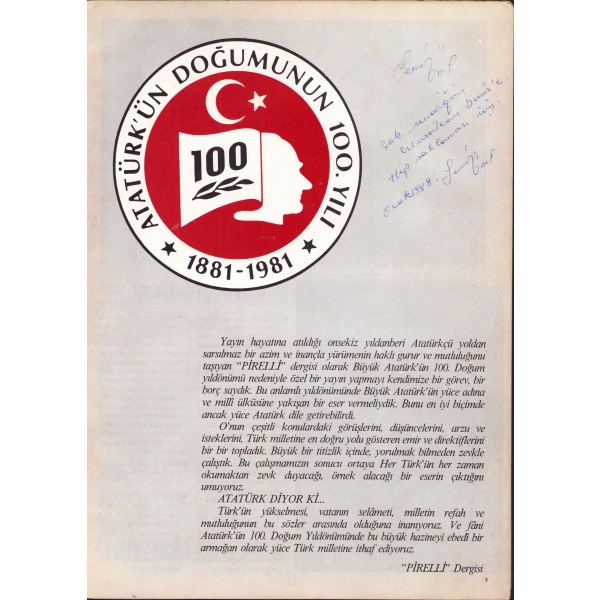 ATATÜRK'ÜN DOĞUMUNUN 100. YILI
100
1881-1981
çok sevdiğim
Hep saklaman için.
Ocak 1989.
Yayın hayatına atıldığı onsekiz yıldanberi Atatürkçü yoldan
sarsılmaz bir azim ve inançla yürümenin haklı gurur ve mutluluğunu
taşıyan "PİRELLİ" dergisi olarak Büyük Atatürk'ün 100. Doğum
yıldönümü nedeniyle özel bir yayın yapmayı kendimize bir görev, bir
borç saydık. Bu anlamlı yıldönümünde Büyük Atatürk'ün yüce adına
ve millî ülküsüne yakışan bir eser vermeliydik. Bunu en iyi biçimde
ancak yüce Atatürk dile getirebilirdi.
O'nun çeşitli konulardaki görüşlerini, düşüncelerini, arzu ve
isteklerini, Türk milletine en doğru yolu gösteren emir ve direktiflerini
bir bir topladık. Büyük bir titizlik içinde, yorulmak bilmeden zevkle
çalıştık. Bu çalışmamızın sonucu ortaya Her Türk'ün her zaman
okumaktan zevk duyacağı, örnek alacağı bir eserin çıktığını
umuyoruz.
ATATÜRK DİYOR Kİ...
Türk'ün yükselmesi, vatanın selâmeti, milletin refah ve
mutluluğunun bu sözler arasında olduğuna inanıyoruz. Ve fâni
Atatürk'ün 100. Doğum Yıldönümünde bu büyük hazineyi ebedî bir
armağan olarak yüce Türk milletine ithaf ediyoruz.
"PİRELLİ" Dergisi
3